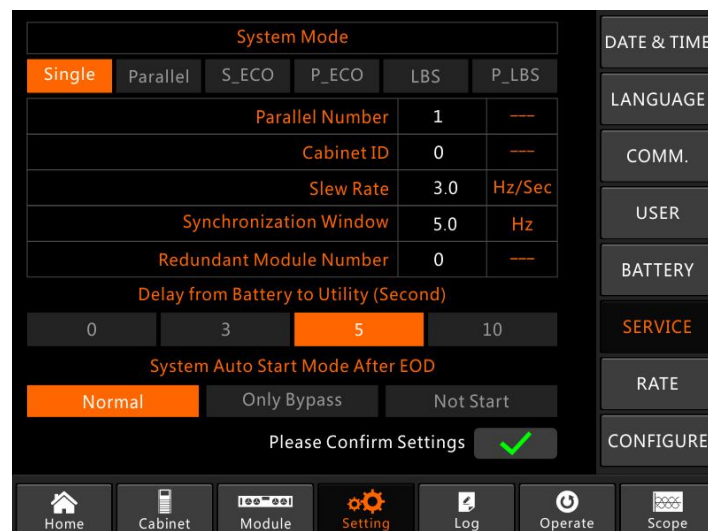 System Mode
Single Parallel S_ECO P_ECO LBS P_LBS
Parallel Number 1 ---
Cabinet ID 0 ---
Slew Rate 3.0 Hz/Sec
Synchronization Window 5.0 Hz
Redundant Module Number 0 ---
Delay from Battery to Utility (Second)
0 3 5 10
System Auto Start Mode After EOD
Normal Only Bypass Not Start
Please Confirm Settings
DATE & TIME
LANGUAGE
COMM.
USER
BATTERY
SERVICE
RATE
CONFIGURE
Home Cabinet Module Setting Log Operate Scope